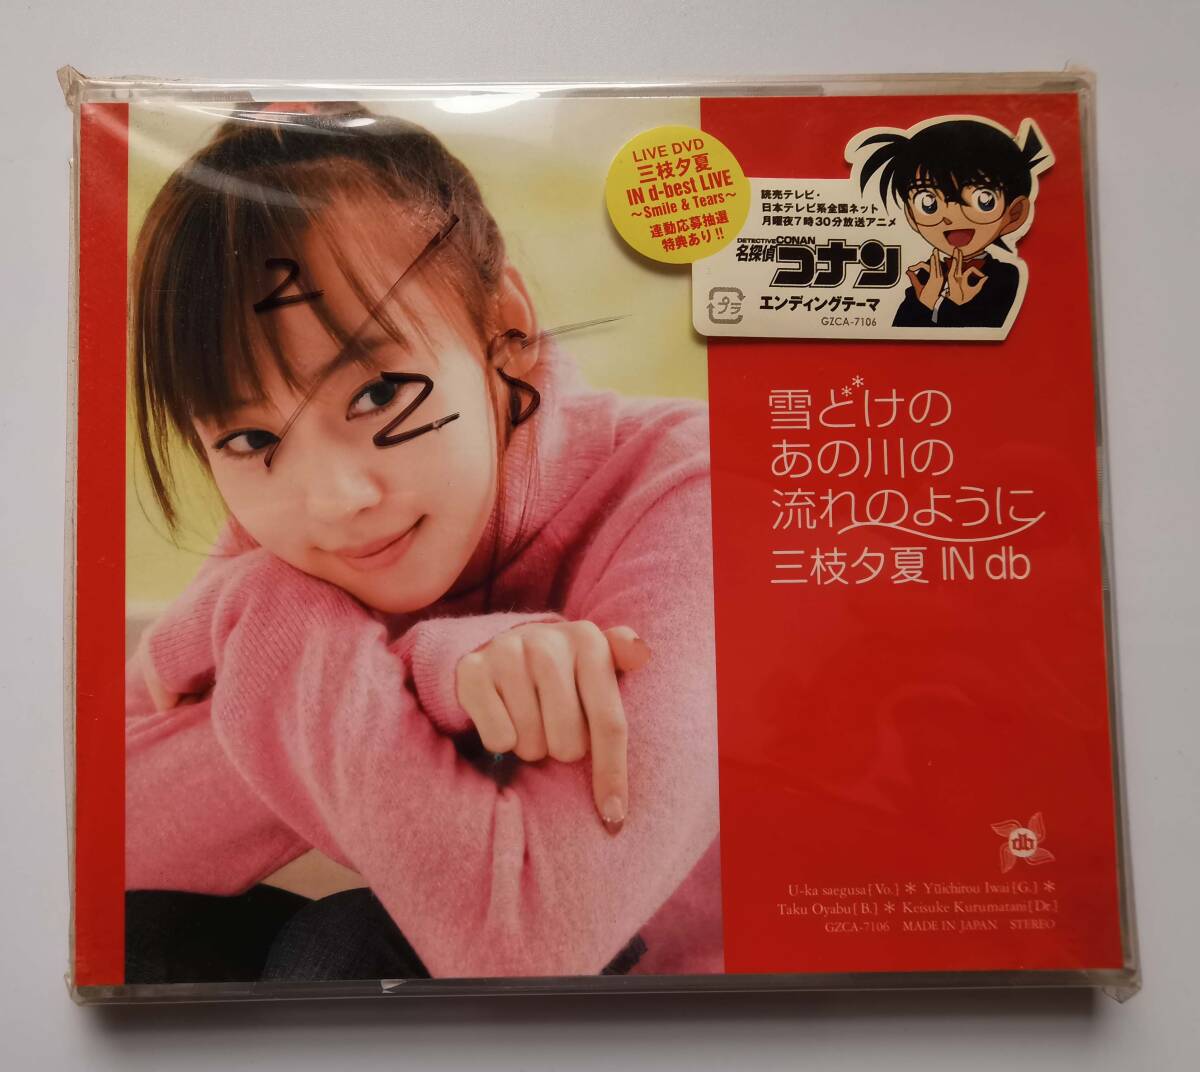 LIVE DVD
三枝夕夏
IN d-best LIVE
～Smile & Tears～
連動応募抽選
特典あり!!
読売テレビ・
日本テレビ系全国ネット
月曜夜7時30分放送アニメ
DETECTIVE CONAN
名探偵
コナン
プラ
エンディングテーマ
GZCA-7106
雪どけの
あの川の
流れのように
三枝夕夏 IN db
db
U-ka saegusa[Vo.] * Yūichirou Iwai[G.] *
Taku Oyabu[B.] * Keisuke Kurumatani[Dr.]
GZCA-7106 MADE IN JAPAN STEREO